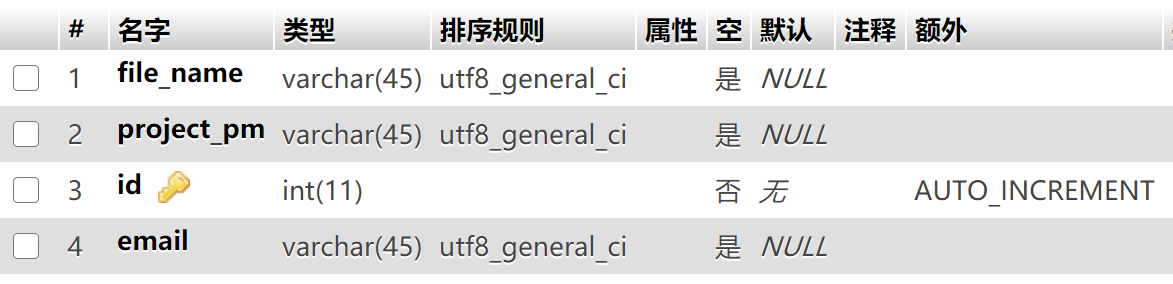 # 名字 类型 排序规则 属性 空 默认 注释 额外
1 file_name varchar(45) utf8_general_ci 是 NULL
2 project_pm varchar(45) utf8_general_ci 是 NULL
3 id int(11) 否 无 AUTO_INCREMENT
4 email varchar(45) utf8_general_ci 是 NULL